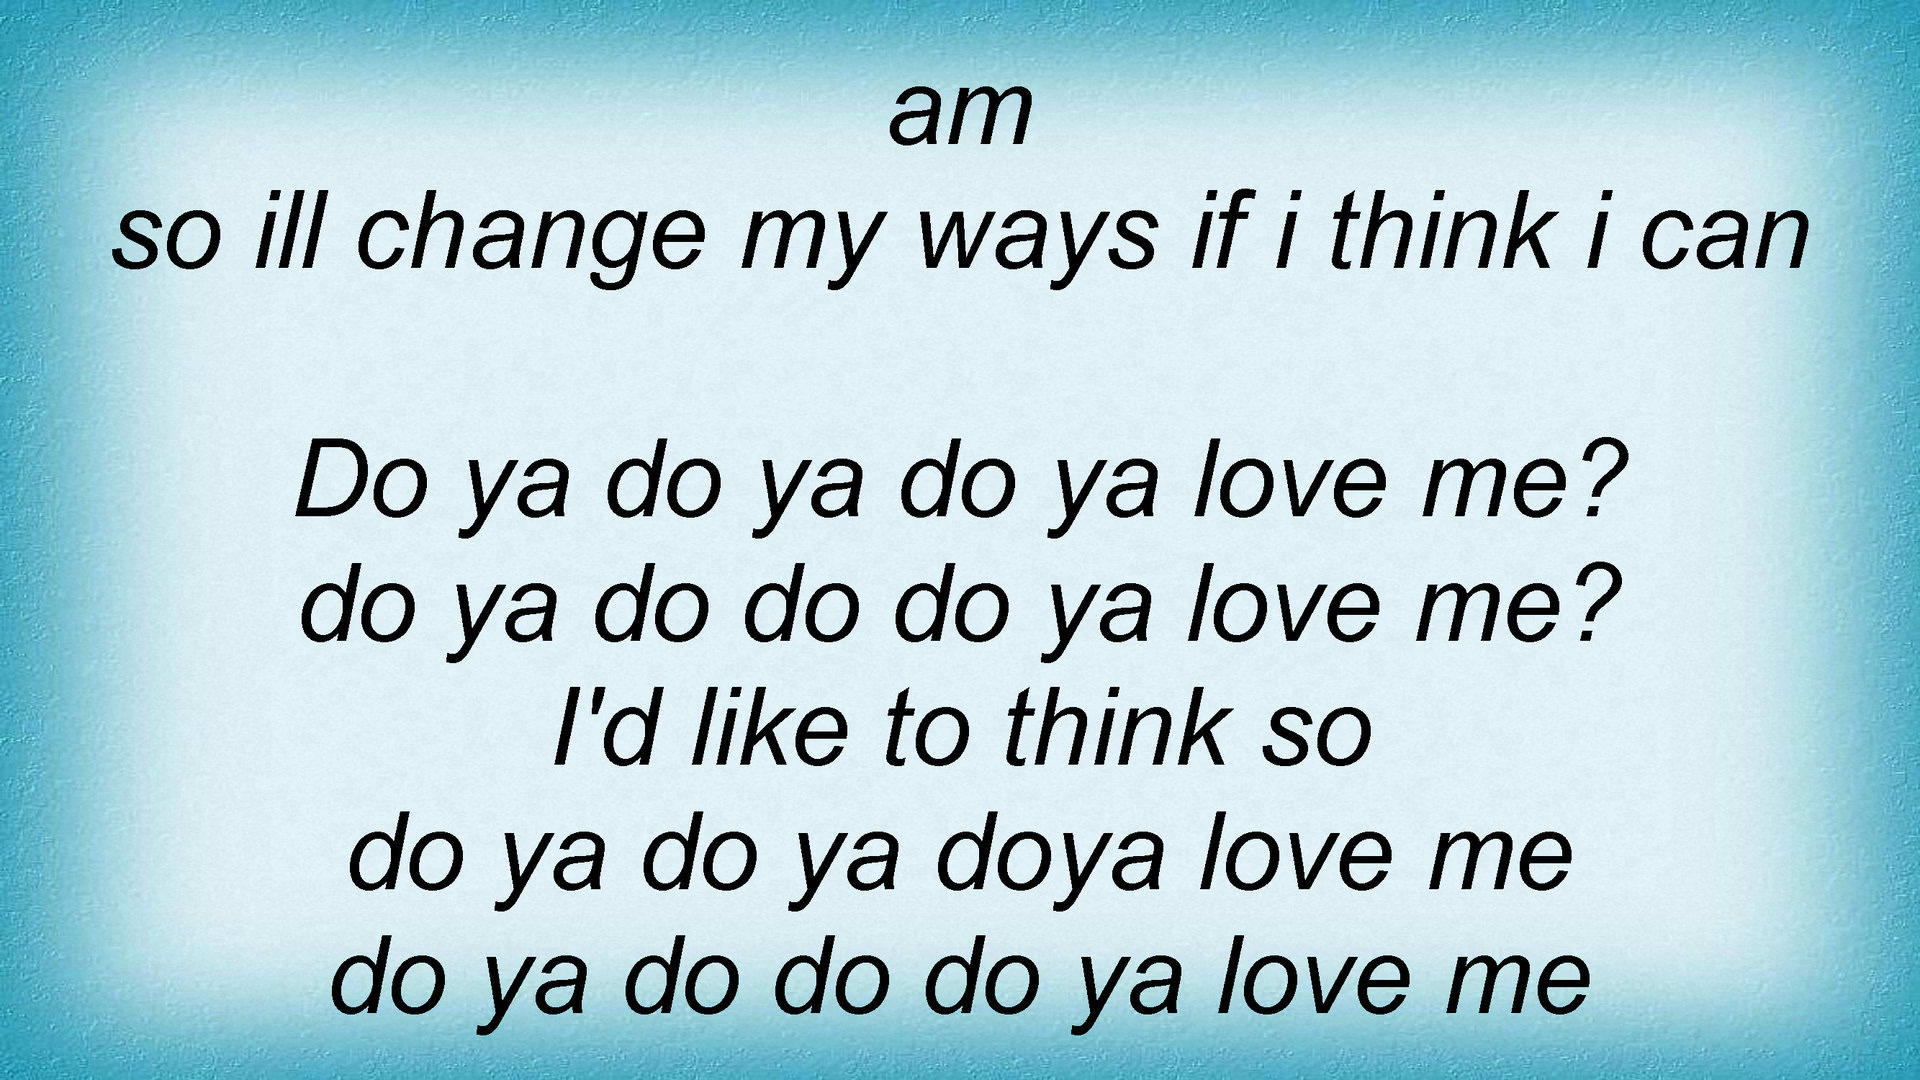 am
so ill change my ways if i think i can
Do ya do ya do ya love me?
do ya do do do ya love me?
I'd like to think so
do ya do ya doya love me
do ya do do do ya love me